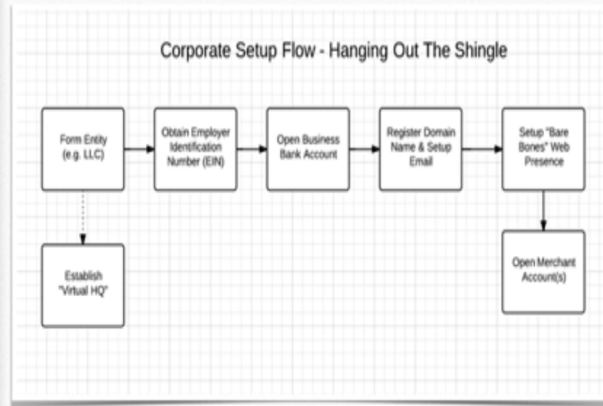 Corporate Setup Flow - Hanging Out The Shingle
Form Entity
(e.g. LLC)
Obtain Employer
Identification
Number (EIN)
Open Business
Bank Account
Register Domain
Name & Setup
Email
Setup "Bare
Bones" Web
Presence
Establish
"Virtual HQ"
Open Merchant
Account(s)